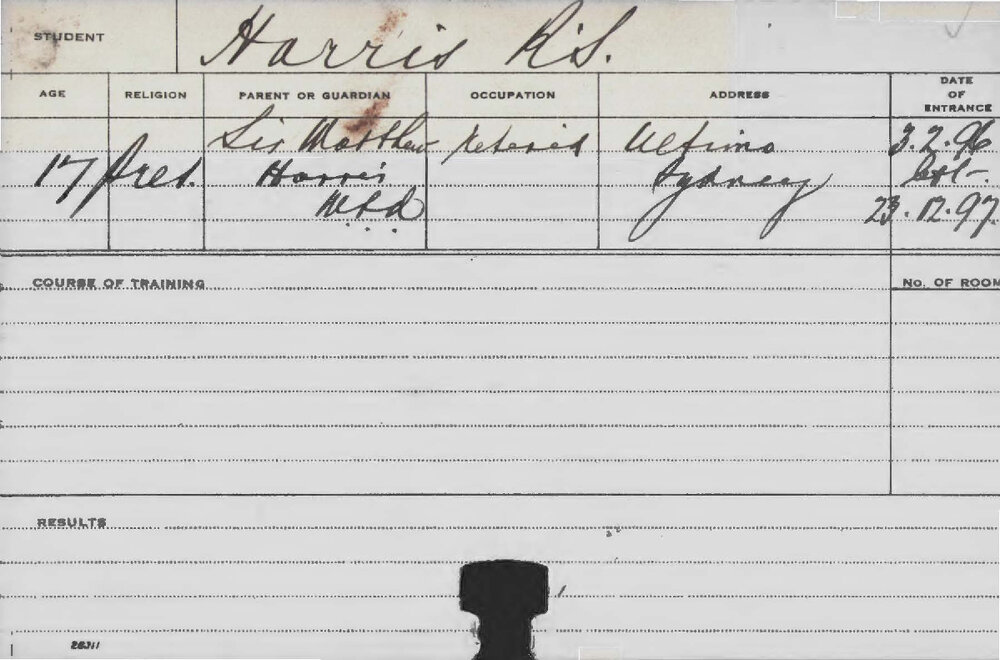 STUDENT Harris R.S.
AGE RELIGION PARENT OR GUARDIAN OCCUPATION ADDRESS DATE OF ENTRANCE
Sir Matthew Retired Ultimo 3.2.96
17 Pres. Harris Sydney left-
23.12.97
COURSE OF TRAINING No. OF ROOM
RESULTS
26311